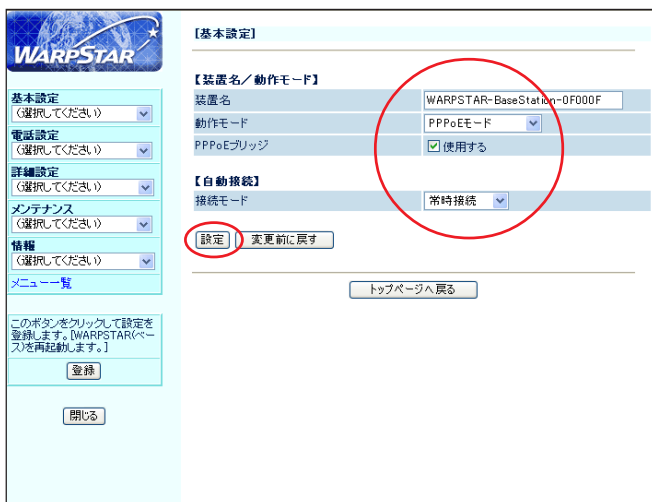 WARPSTAR
基本設定
(選択してください)
電話設定
(選択してください)
詳細設定
(選択してください)
メンテナンス
(選択してください)
情報
(選択してください)
メニュー一覧
このボタンをクリックして設定を
登録します。[WARPSTAR(ベー
ス)を再起動します。]
登録
閉じる
[基本設定]
【装置名/動作モード】
装置名 WARPSTAR-BaseStation-0F000F
動作モード PPPoEモード
PPPoEブリッジ 使用する
【自動接続】
接続モード 常時接続
設定 変更前に戻す
トップページへ戻る